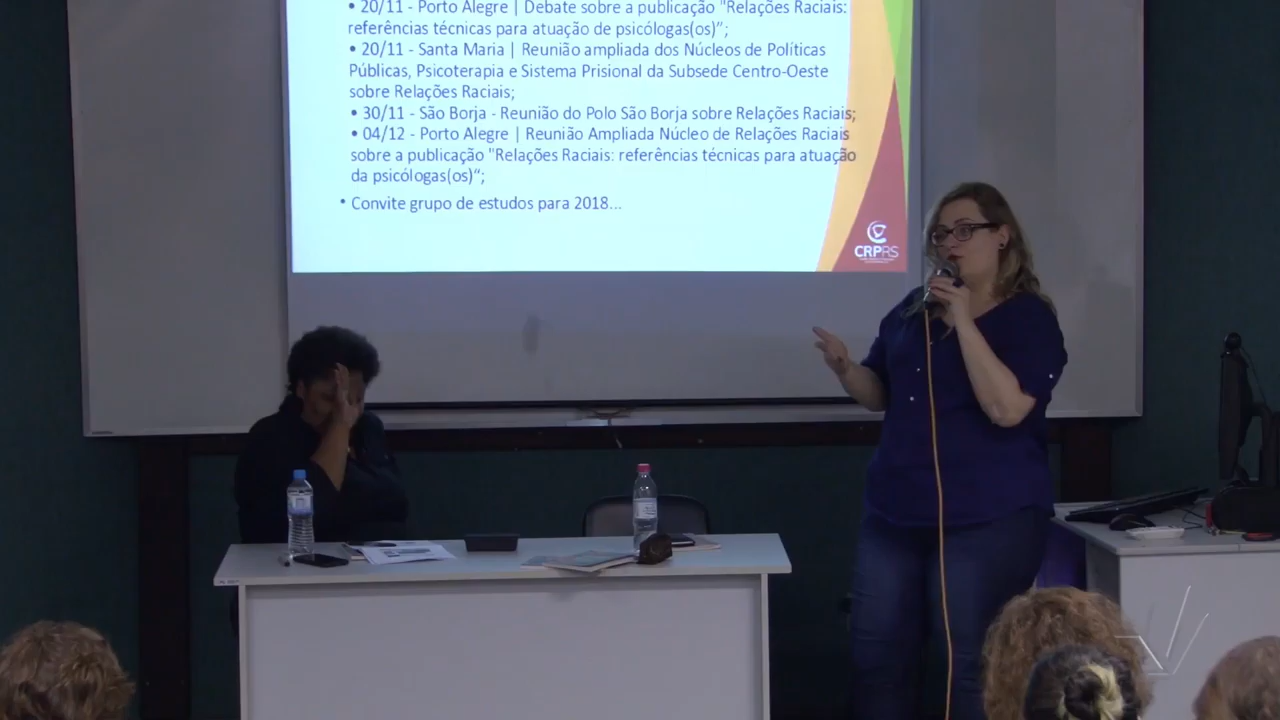 • 20/11 - Porto Alegre | Debate sobre a publicação "Relações Raciais:
referências técnicas para atuação de psicólogas(os)";
• 20/11 - Santa Maria | Reunião ampliada dos Núcleos de Políticas
Públicas, Psicoterapia e Sistema Prisional da Subsede Centro-Oeste
sobre Relações Raciais;
• 30/11 - São Borja - Reunião do Polo São Borja sobre Relações Raciais;
• 04/12 - Porto Alegre | Reunião Ampliada Núcleo de Relações Raciais
sobre a publicação "Relações Raciais: referências técnicas para atuação
da psicólogas(os)";
• Convite grupo de estudos para 2018...
CRPRS